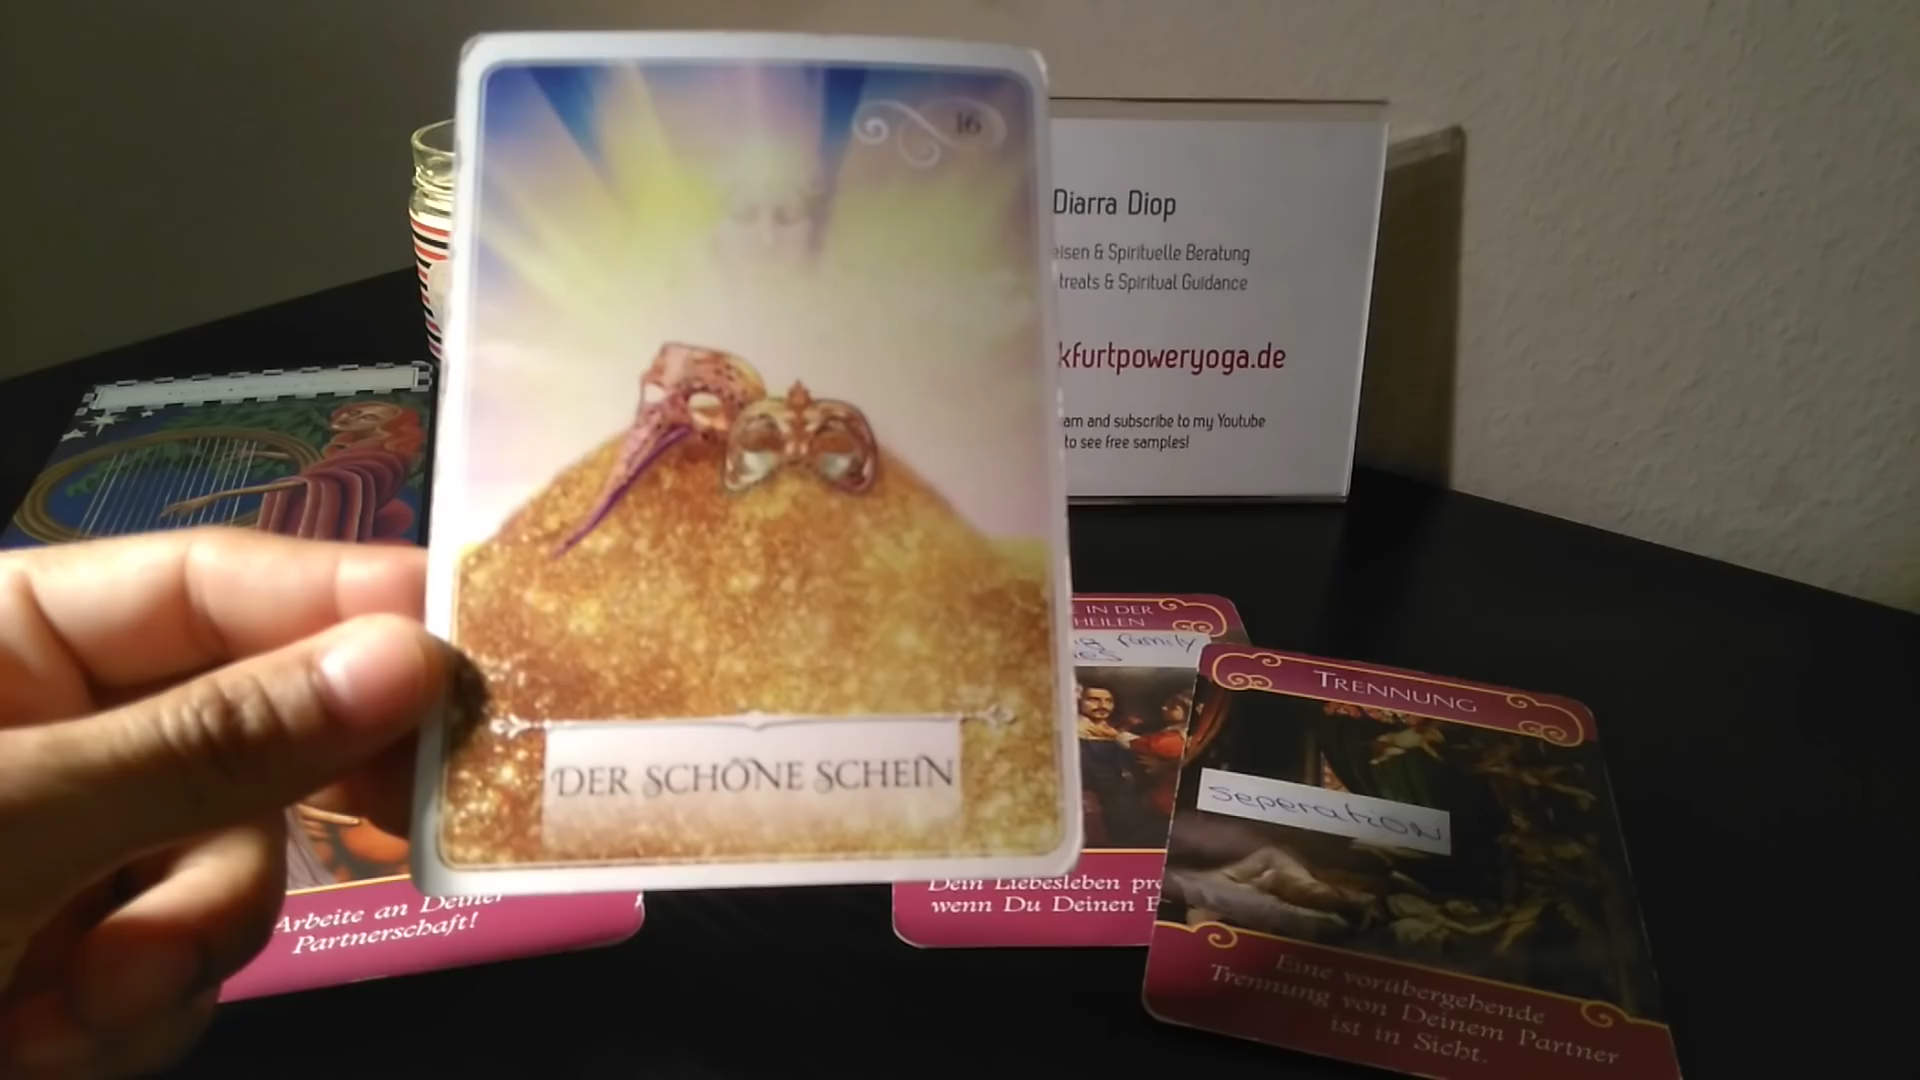 16
DER SCHÖNE SCHEIN
Diarra Diop
eisen & Spirituelle Beratung
treats & Spiritual Guidance
kfurtpoweryoga.de
am and subscribe to my Youtube
to see free samples!
IN DER
HEILEN
family
TRENNUNG
seperation
Arbeite an Deiner
Partnerschaft!
Dein Liebesleben pro
wenn Du Deinen E
Eine vorübergehende
Trennung von Deinem Partner
ist in Sicht.